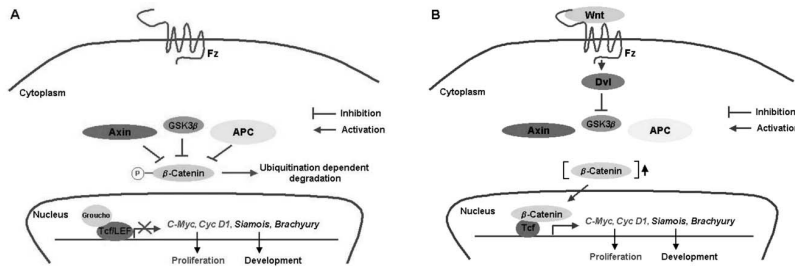 A
Fz
Cytoplasm
Inhibition
Activation
Axin
GSK3β
APC
P
β-Catenin
Ubiquitination dependent
degradation
Nucleus
Groucho
Tcf/LEF
C-Myc, Cyc D1, Siamois, Brachyury
Proliferation
Development
B
Wnt
Fz
Dvl
Cytoplasm
Inhibition
Activation
Axin
GSK3β
APC
[ β-Catenin ]
Nucleus
β-Catenin
Tcf
C-Myc, Cyc D1, Siamois, Brachyury
Proliferation
Development